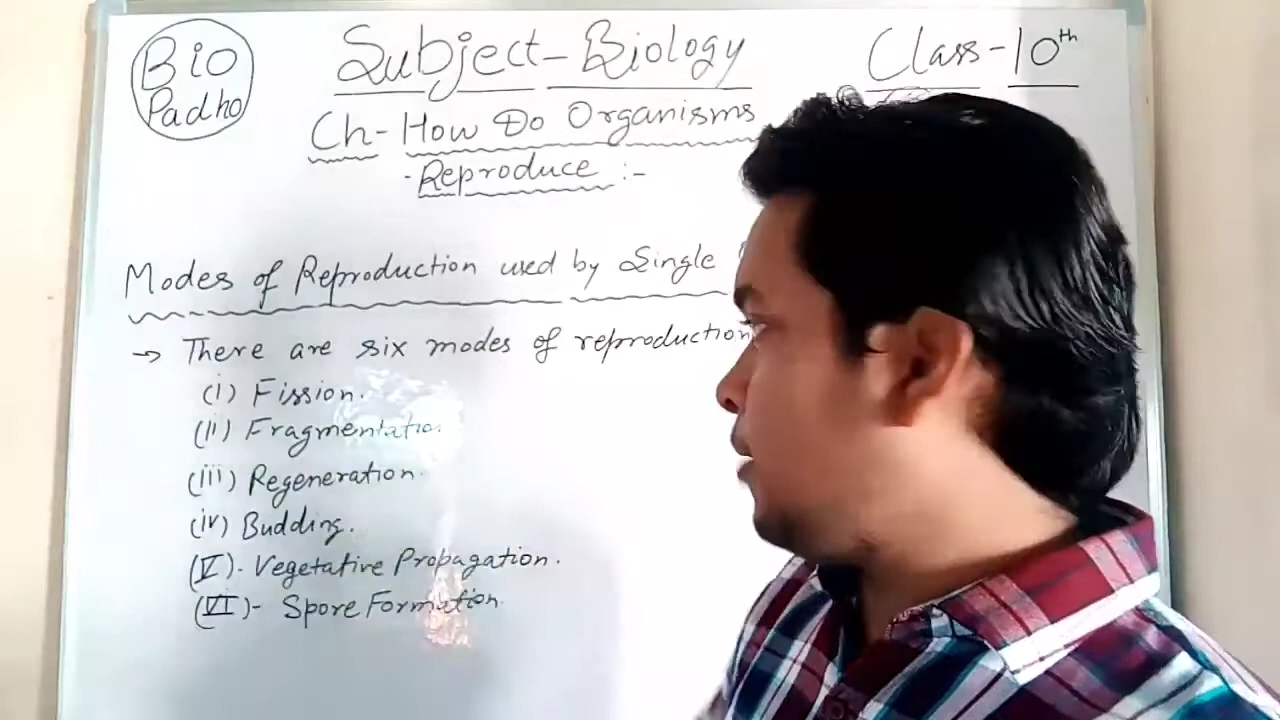 Bio
Padho
Subject-Biology
Class-10th
Ch-How Do Organisms
-Reproduce :-
Modes of Reproduction used by Single
→ There are six modes of reproduction
(i) Fission.
(ii) Fragmentatio.
(iii) Regeneration.
(iv) Budding.
(V). Vegetative Propagation.
(VI)- Spore Formation.